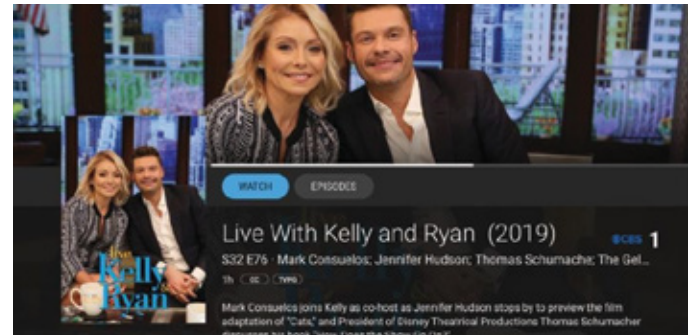 WATCH EPISODES
Live With Kelly and Ryan (2019)
CBS 1
S32 E76 · Mark Consuelos; Jennifer Hudson; Thomas Schumache; The Gel...
1h CC TVPG
live
Kelly
Ryan
Mark Consuelos joins Kelly as co-host as Jennifer Hudson stops by to preview the film
adaptation of "Cats," and President of Disney Theatrical Productions Thomas Schumacher